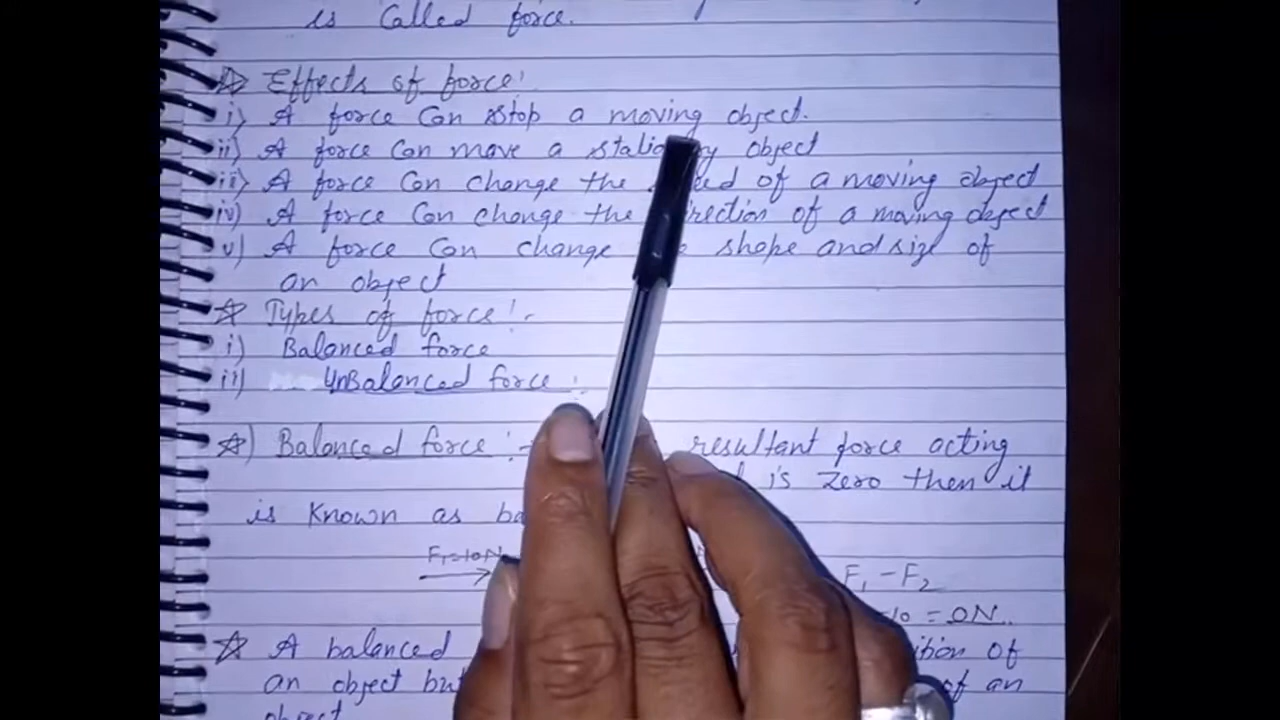 is Called force.
Effects of force!
i) A force Can stop a moving object.
ii) A force Can move a object
iii) A force Can change the of a moving object
iv) A force Can change the of a moving object
v) A force Can change shape and size of
an object
Types of force !-
i) Balanced force
ii) UnBalanced force :
Balanced force :- resultant force acting
is zero then it
is Known as
F₁=10N F₁ - F₂
= 0N.
A balanced of
an object of an
object